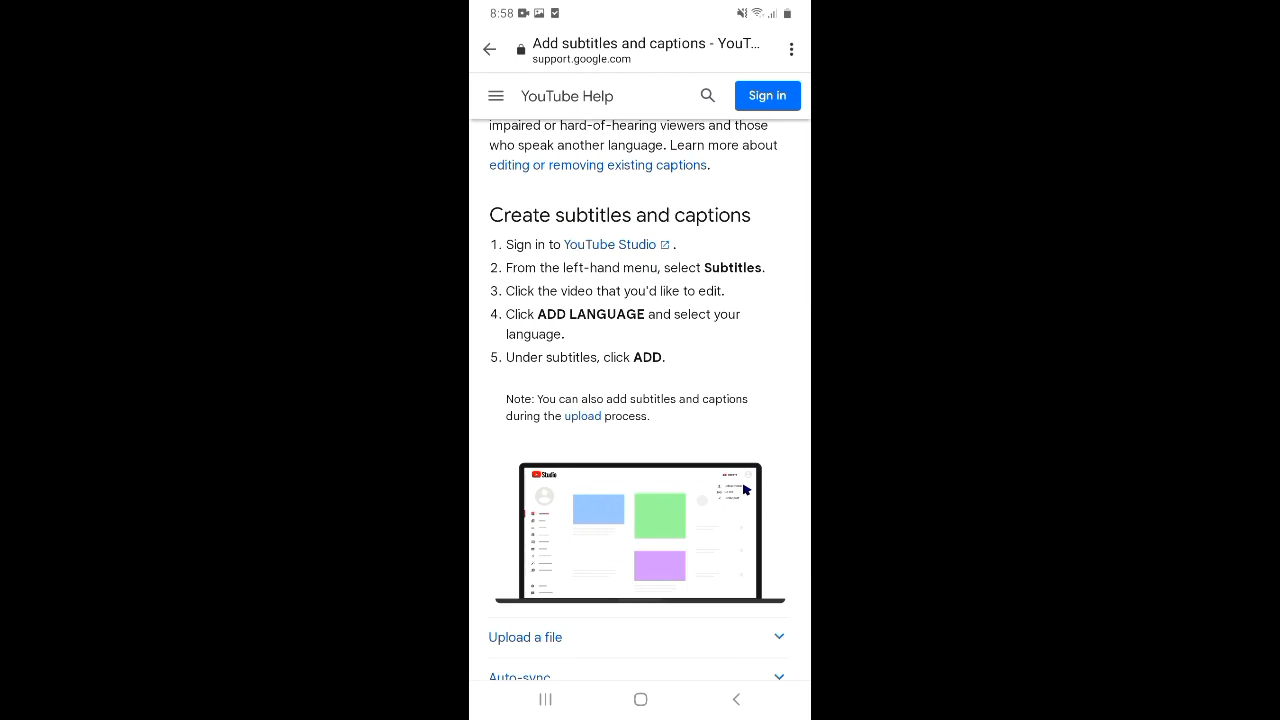 8:58
Add subtitles and captions - YouT...
support.google.com
YouTube Help
Sign in
impaired or hard-of-hearing viewers and those
who speak another language. Learn more about
editing or removing existing captions.
Create subtitles and captions
1. Sign in to YouTube Studio .
2. From the left-hand menu, select Subtitles.
3. Click the video that you'd like to edit.
4. Click ADD LANGUAGE and select your
language.
5. Under subtitles, click ADD.
Note: You can also add subtitles and captions
during the upload process.
Studio
Upload a file
Auto-sync